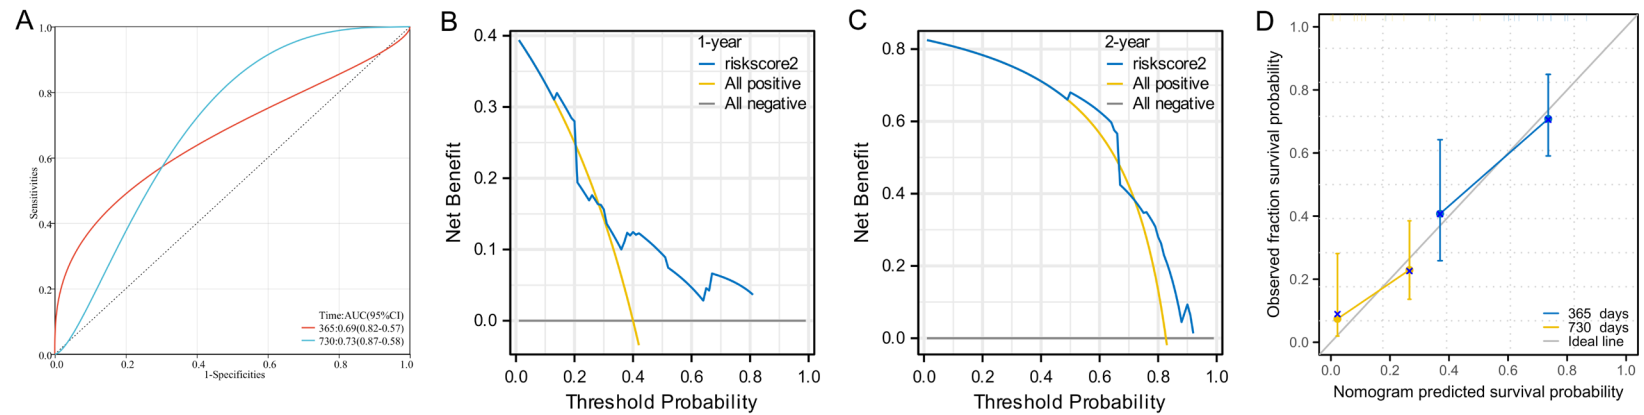 A
1.0
0.8
0.6
0.4
0.2
0.0
Sensitivities
0.0
0.2
0.4
0.6
0.8
1.0
1-Specificities
Time:AUC(95%CI)
365:0.69(0.82-0.57)
730:0.73(0.87-0.58)
B
0.4
0.3
0.2
0.1
0.0
Net Benefit
0.0
0.2
0.4
0.6
0.8
1.0
Threshold Probability
1-year
riskscore2
All positive
All negative
C
0.8
0.6
0.4
0.2
0.0
Net Benefit
0.0
0.2
0.4
0.6
0.8
1.0
Threshold Probability
2-year
riskscore2
All positive
All negative
D
1.0
0.8
0.6
0.4
0.2
0.0
Observed fraction survival probability
0.0
0.2
0.4
0.6
0.8
1.0
Nomogram predicted survival probability
365 days
730 days
Ideal line